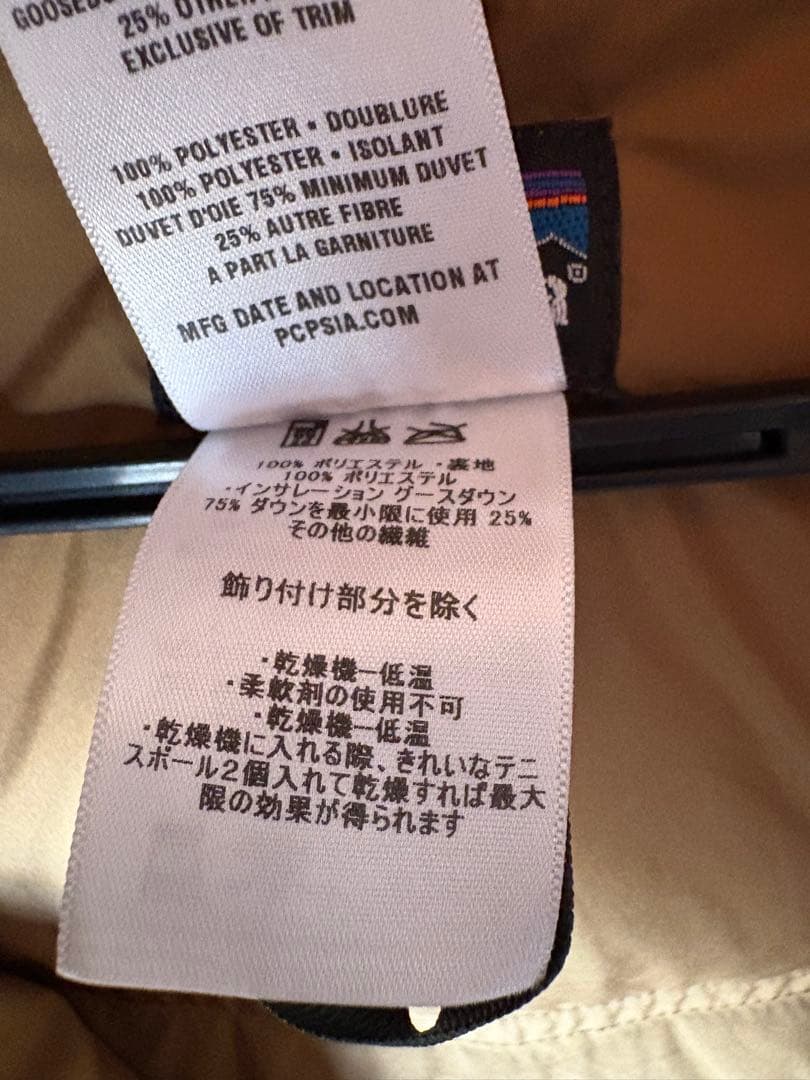 25% OTHER
EXCLUSIVE OF TRIM
100% POLYESTER • DOUBLURE
100% POLYESTER • ISOLANT
DUVET D'OIE 75% MINIMUM DUVET
25% AUTRE FIBRE
A PART LA GARNITURE
MFG DATE AND LOCATION AT
PCPSIA.COM
100% ポリエステル ・裏地
100% ポリエステル
・インサレーション グースダウン
75% ダウンを最小限に使用 25%
その他の繊維
飾り付け部分を除く
・乾燥機ー低温
・柔軟剤の使用不可
・乾燥機ー低温
・乾燥機に入れる際、きれいなテニ
スボール2個入れて乾燥すれば最大
限の効果が得られます